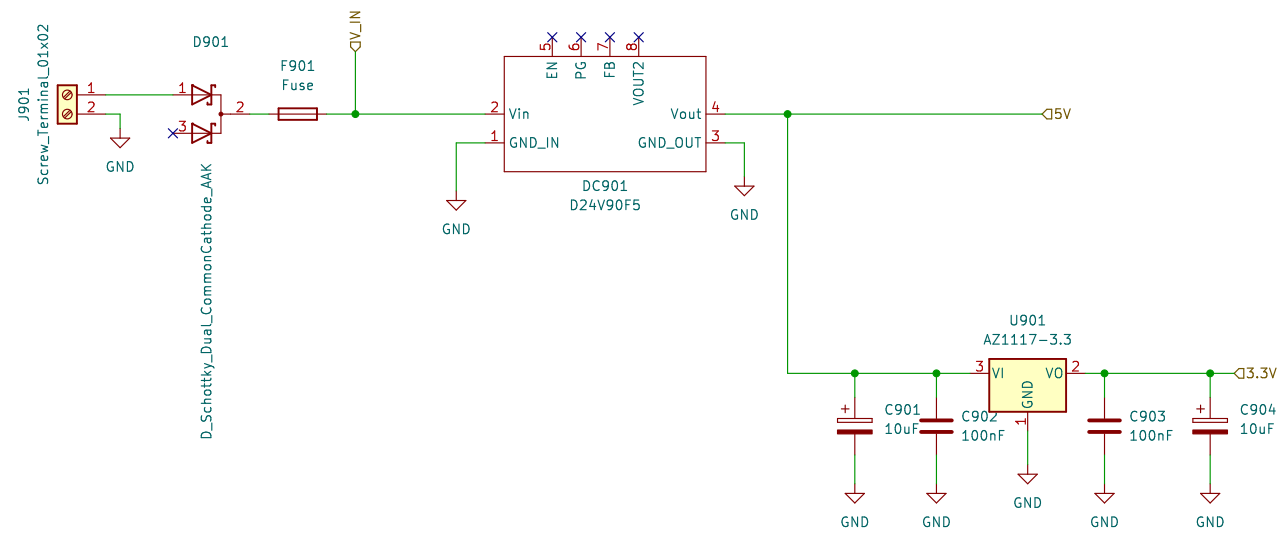 J901
Screw_Terminal_01x02
1
2
GND
D901
1
3
2
D_Schottky_Dual_CommonCathode_AAK
F901
Fuse
V_IN
5
6
7
8
EN
PG
FB
VOUT2
2
Vin
1
GND_IN
Vout
4
GND_OUT
3
DC901
D24V90F5
GND
GND
5V
U901
AZ1117-3.3
3
VI
VO
2
GND
1
3.3V
+
C901
10uF
C902
100nF
C903
100nF
+
C904
10uF
GND
GND
GND
GND
GND